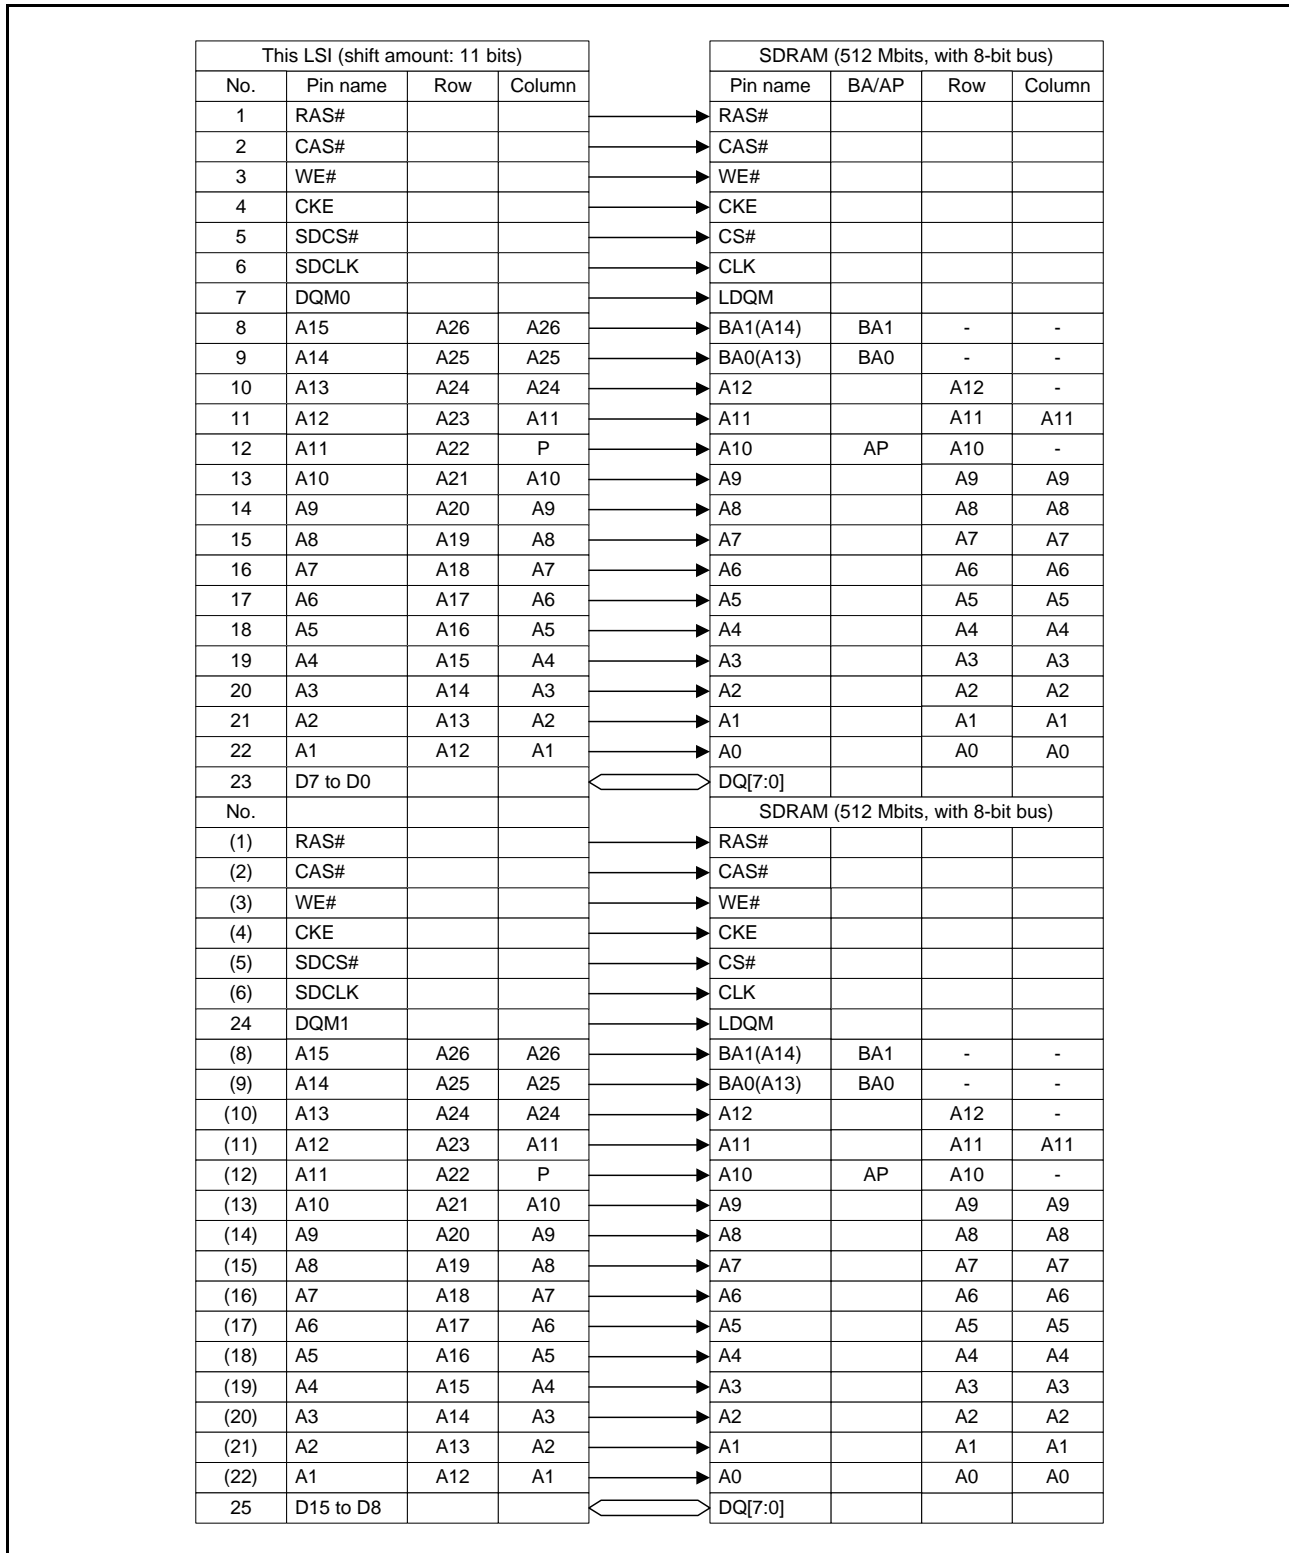 This LSI (shift amount: 11 bits) SDRAM (512 Mbits, with 8-bit bus)
No. Pin name Row Column Pin name BA/AP Row Column
1 RAS# RAS#
2 CAS# CAS#
3 WE# WE#
4 CKE CKE
5 SDCS# CS#
6 SDCLK CLK
7 DQM0 LDQM
8 A15 A26 A26 BA1(A14) BA1 - -
9 A14 A25 A25 BA0(A13) BA0 - -
10 A13 A24 A24 A12 A12 -
11 A12 A23 A11 A11 A11 A11
12 A11 A22 P A10 AP A10 -
13 A10 A21 A10 A9 A9 A9
14 A9 A20 A9 A8 A8 A8
15 A8 A19 A8 A7 A7 A7
16 A7 A18 A7 A6 A6 A6
17 A6 A17 A6 A5 A5 A5
18 A5 A16 A5 A4 A4 A4
19 A4 A15 A4 A3 A3 A3
20 A3 A14 A3 A2 A2 A2
21 A2 A13 A2 A1 A1 A1
22 A1 A12 A1 A0 A0 A0
23 D7 to D0 DQ[7:0]
No. SDRAM (512 Mbits, with 8-bit bus)
(1) RAS# RAS#
(2) CAS# CAS#
(3) WE# WE#
(4) CKE CKE
(5) SDCS# CS#
(6) SDCLK CLK
24 DQM1 LDQM
(8) A15 A26 A26 BA1(A14) BA1 - -
(9) A14 A25 A25 BA0(A13) BA0 - -
(10) A13 A24 A24 A12 A12 -
(11) A12 A23 A11 A11 A11 A11
(12) A11 A22 P A10 AP A10 -
(13) A10 A21 A10 A9 A9 A9
(14) A9 A20 A9 A8 A8 A8
(15) A8 A19 A8 A7 A7 A7
(16) A7 A18 A7 A6 A6 A6
(17) A6 A17 A6 A5 A5 A5
(18) A5 A16 A5 A4 A4 A4
(19) A4 A15 A4 A3 A3 A3
(20) A3 A14 A3 A2 A2 A2
(21) A2 A13 A2 A1 A1 A1
(22) A1 A12 A1 A0 A0 A0
25 D15 to D8 DQ[7:0]